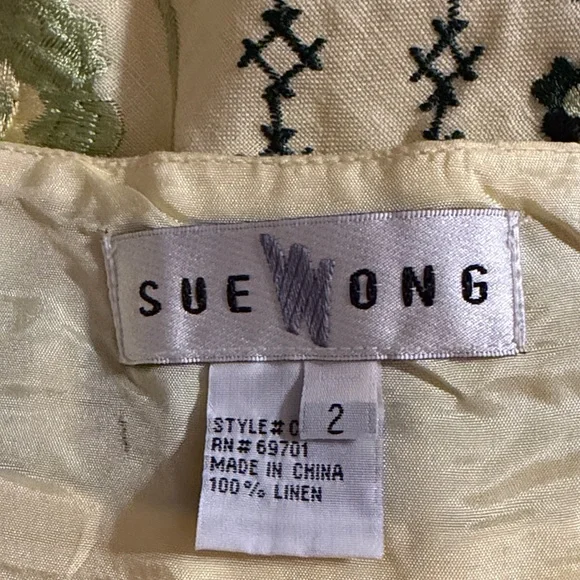 SUE WONG
2
STYLE# C
RN# 69701
MADE IN CHINA
100% LINEN